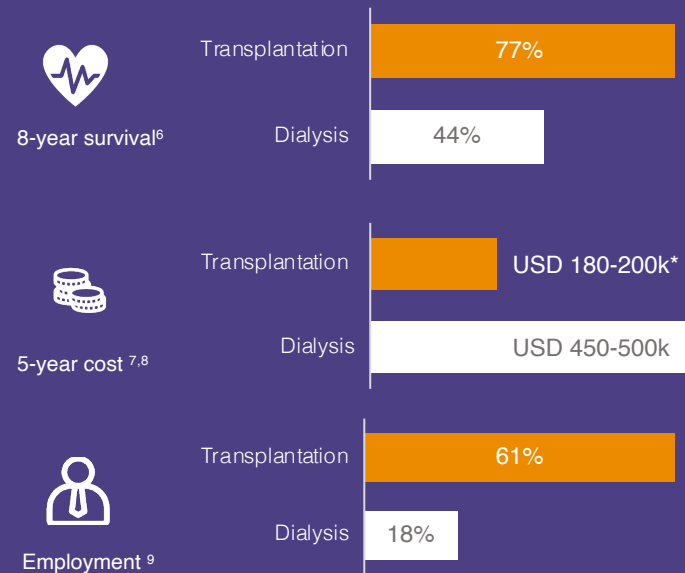 Transplantation
77%
8-year survival⁶
Dialysis
44%
Transplantation
USD 180-200k*
5-year cost ⁷,⁸
Dialysis
USD 450-500k
Transplantation
61%
Dialysis
18%
Employment ⁹